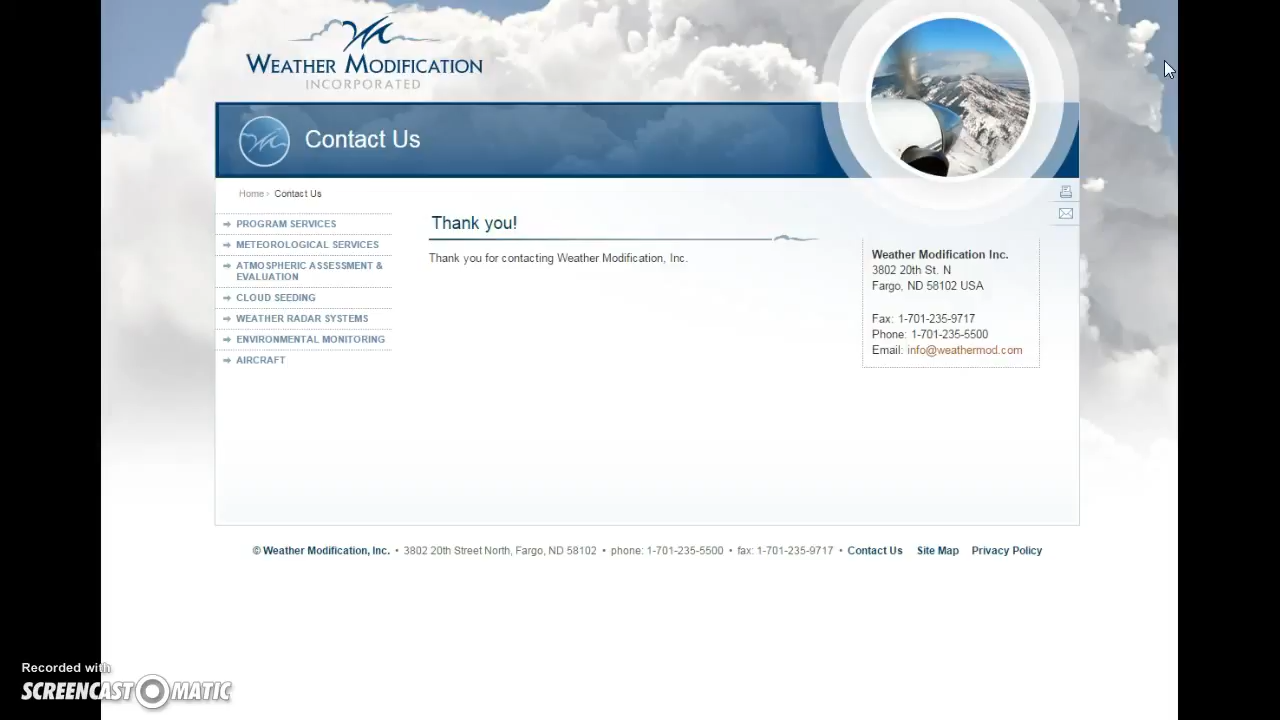 WEATHER MODIFICATION
INCORPORATED
Contact Us
Home > Contact Us
PROGRAM SERVICES
METEOROLOGICAL SERVICES
ATMOSPHERIC ASSESSMENT &
EVALUATION
CLOUD SEEDING
WEATHER RADAR SYSTEMS
ENVIRONMENTAL MONITORING
AIRCRAFT
Thank you!
Thank you for contacting Weather Modification, Inc.
Weather Modification Inc.
3802 20th St. N
Fargo, ND 58102 USA
Fax: 1-701-235-9717
Phone: 1-701-235-5500
Email: info@weathermod.com
© Weather Modification, Inc. • 3802 20th Street North, Fargo, ND 58102 • phone: 1-701-235-5500 • fax: 1-701-235-9717 • Contact Us Site Map Privacy Policy
Recorded with
SCREENCAST-O-MATIC